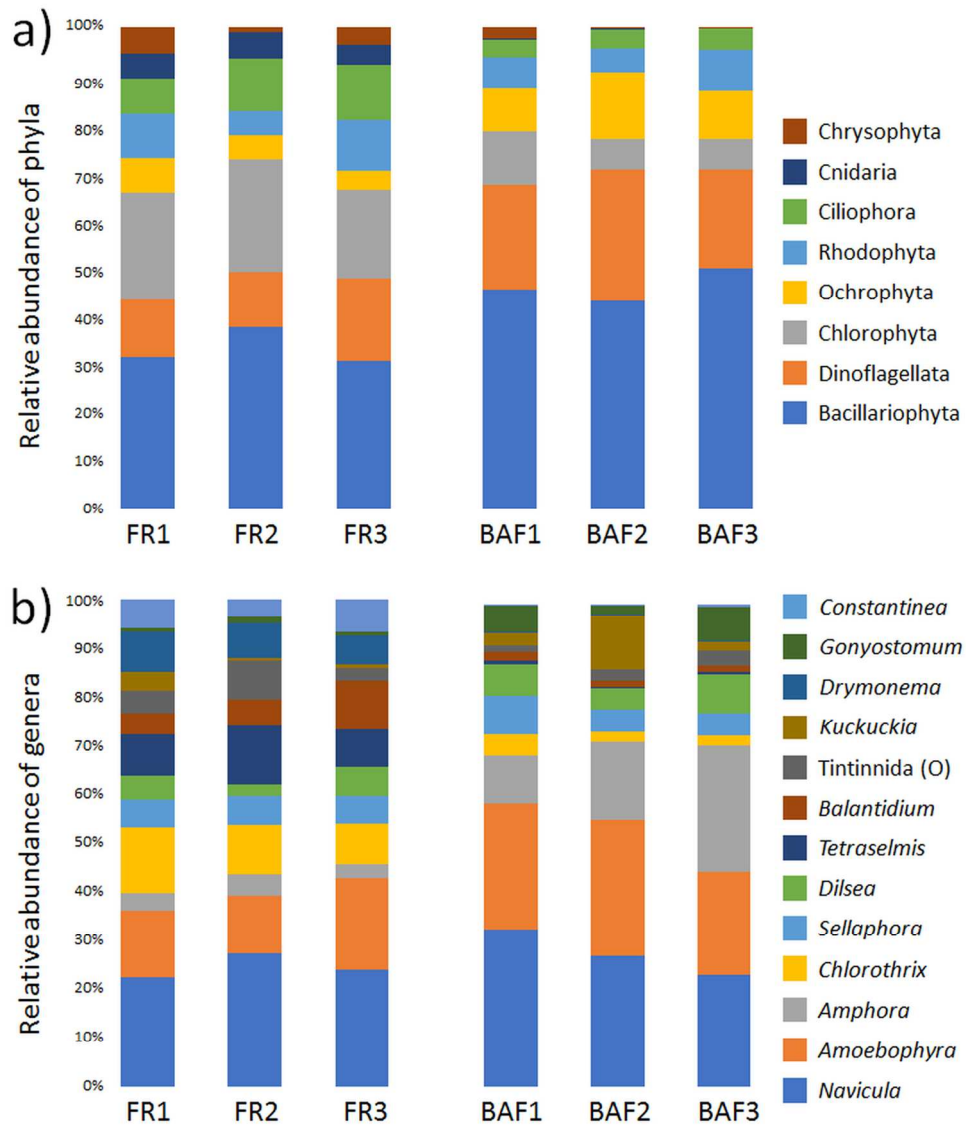 a)
Relative abundance of phyla
100%
90%
80%
70%
60%
50%
40%
30%
20%
10%
0%
FR1 FR2 FR3 BAF1 BAF2 BAF3
Chrysophyta
Cnidaria
Ciliophora
Rhodophyta
Ochrophyta
Chlorophyta
Dinoflagellata
Bacillariophyta
b)
Relative abundance of genera
100%
90%
80%
70%
60%
50%
40%
30%
20%
10%
0%
FR1 FR2 FR3 BAF1 BAF2 BAF3
Constantinea
Gonyostomum
Drymonema
Kuckuckia
Tintinnida (O)
Balantidium
Tetraselmis
Dilsea
Sellaphora
Chlorothrix
Amphora
Amoebophyra
Navicula